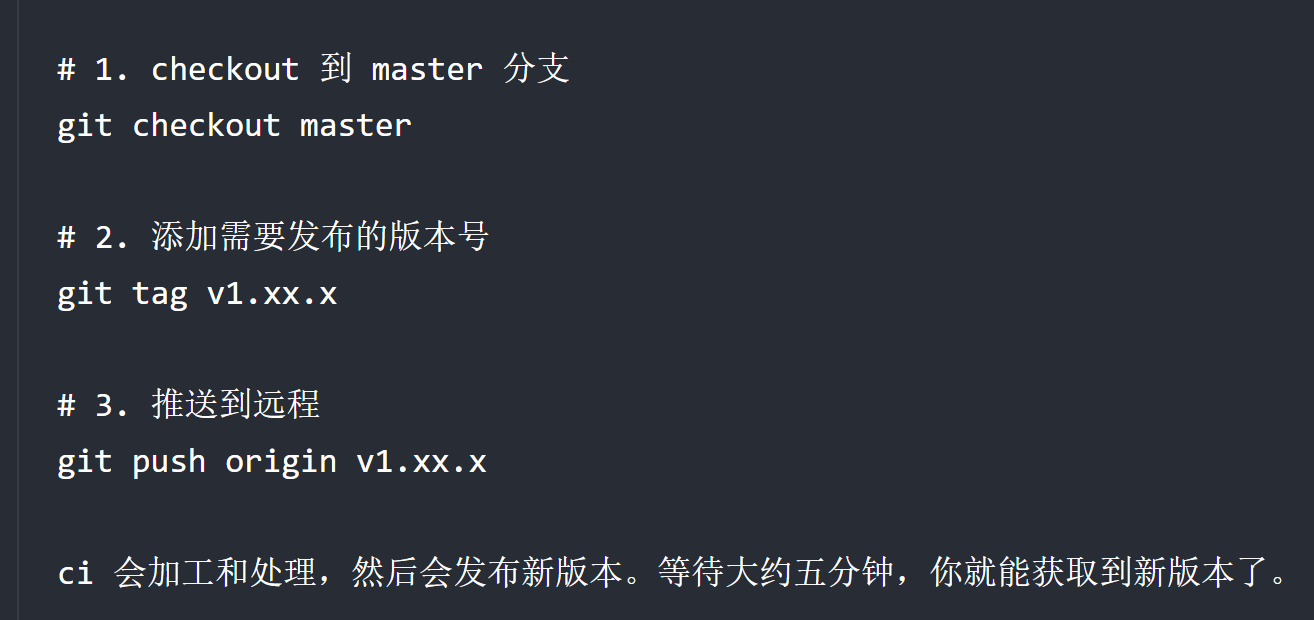 # 1. checkout 到 master 分支
git checkout master
# 2. 添加需要发布的版本号
git tag v1.xx.x
# 3. 推送到远程
git push origin v1.xx.x
ci 会加工和处理，然后会发布新版本。等待大约五分钟，你就能获取到新版本了。